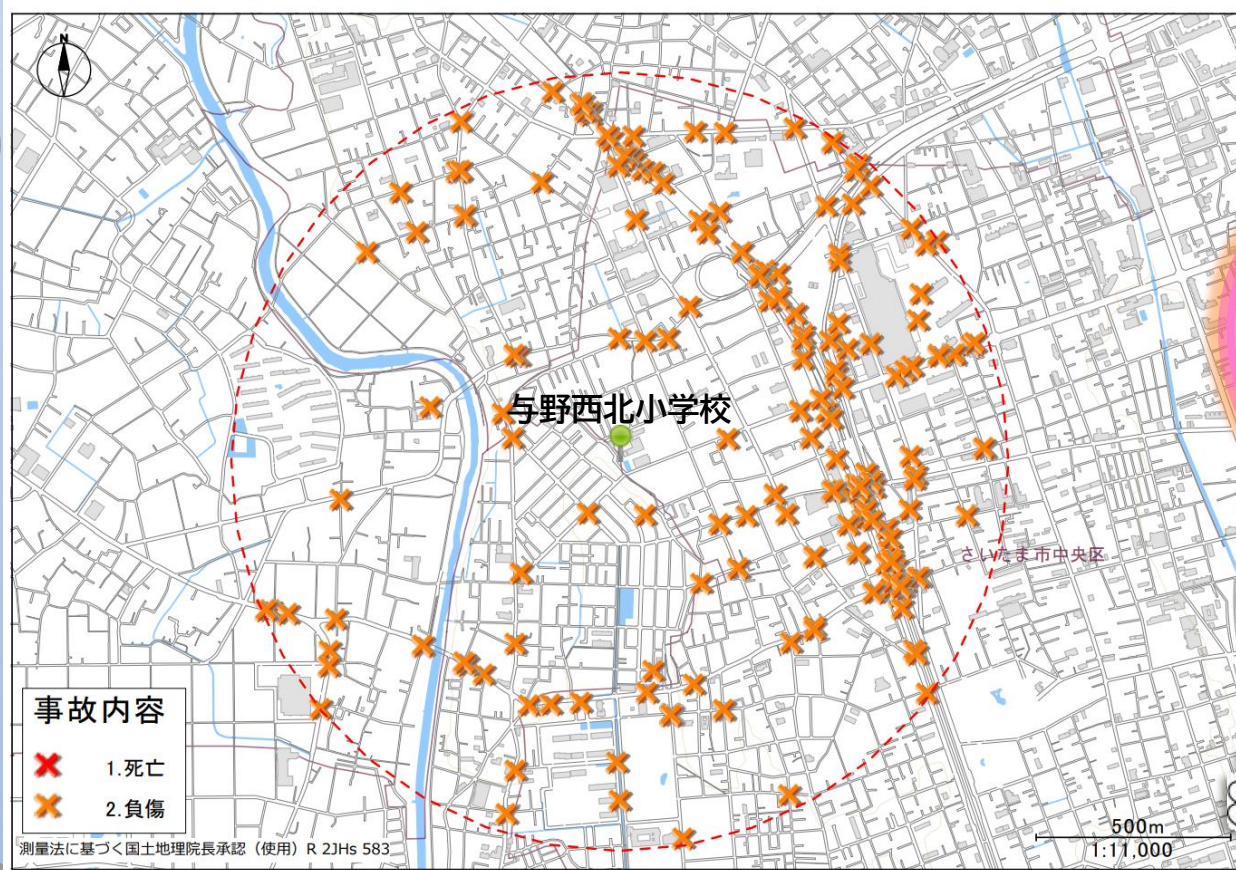 N
与野西北小学校
さいたま市中央区
事故内容
1.死亡
2.負傷
測量法に基づく国土地理院長承認（使用）R 2JHs 583
500m
1:11,000